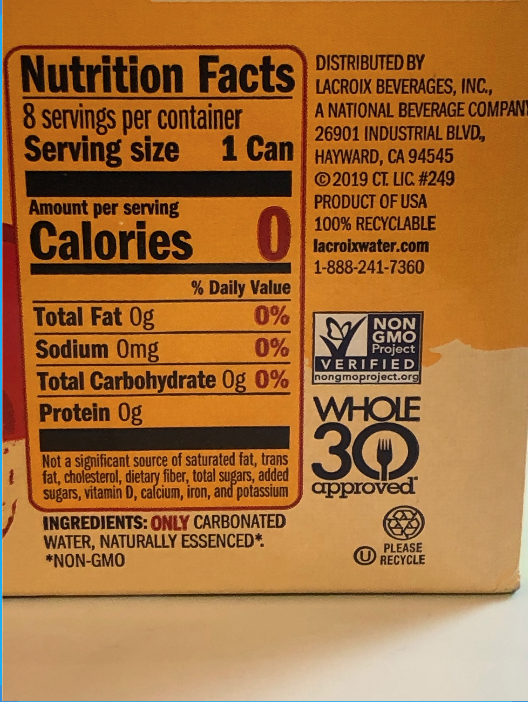 Nutrition Facts
8 servings per container
Serving size 1 Can
Amount per serving
Calories 0
% Daily Value
Total Fat 0g 0%
Sodium 0mg 0%
Total Carbohydrate 0g 0%
Protein 0g
Not a significant source of saturated fat, trans
fat, cholesterol, dietary fiber, total sugars, added
sugars, vitamin D, calcium, iron, and potassium
INGREDIENTS: ONLY CARBONATED
WATER, NATURALLY ESSENCED*.
*NON-GMO
DISTRIBUTED BY
LACROIX BEVERAGES, INC.,
A NATIONAL BEVERAGE COMPANY
26901 INDUSTRIAL BLVD.,
HAYWARD, CA 94545
© 2019 CT. LIC. #249
PRODUCT OF USA
100% RECYCLABLE
lacroixwater.com
1-888-241-7360
NON
GMO
Project
VERIFIED
nongmoproject.org
WHOLE
30
approved
U PLEASE
RECYCLE